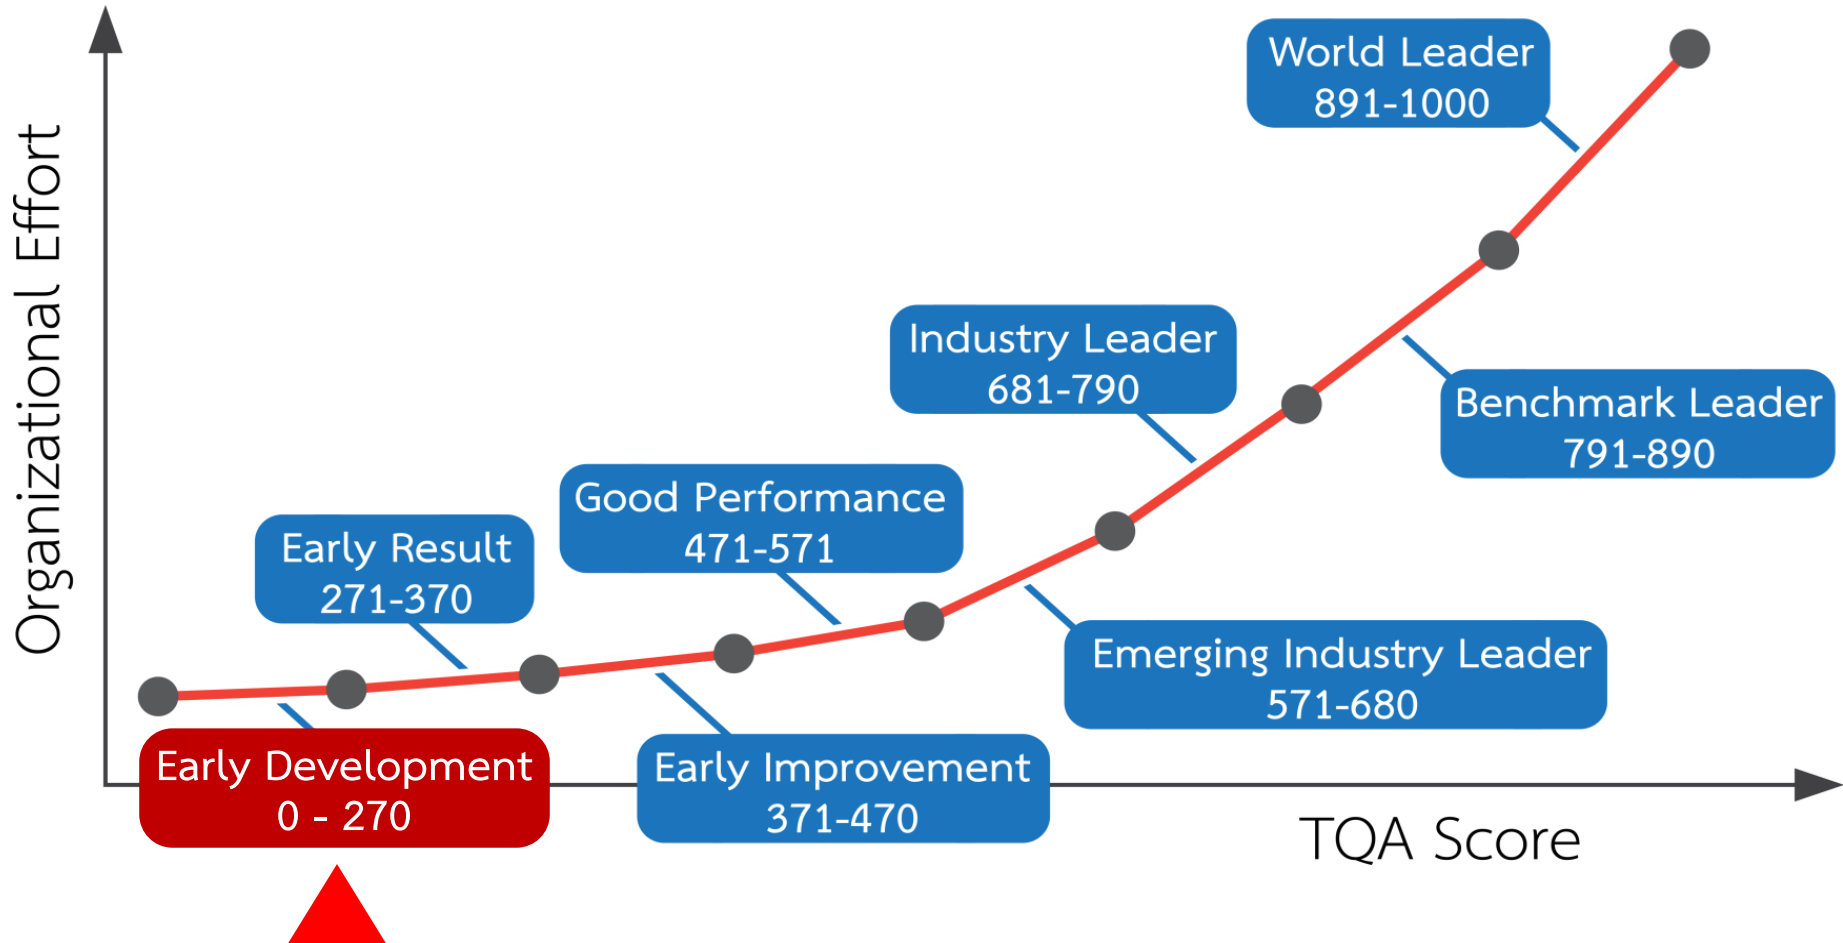 World Leader
891-1000
Organizational Effort
Industry Leader
681-790
Benchmark Leader
791-890
Good Performance
471-571
Early Result
271-370
Emerging Industry Leader
571-680
Early Development
0 - 270
Early Improvement
371-470
TQA Score